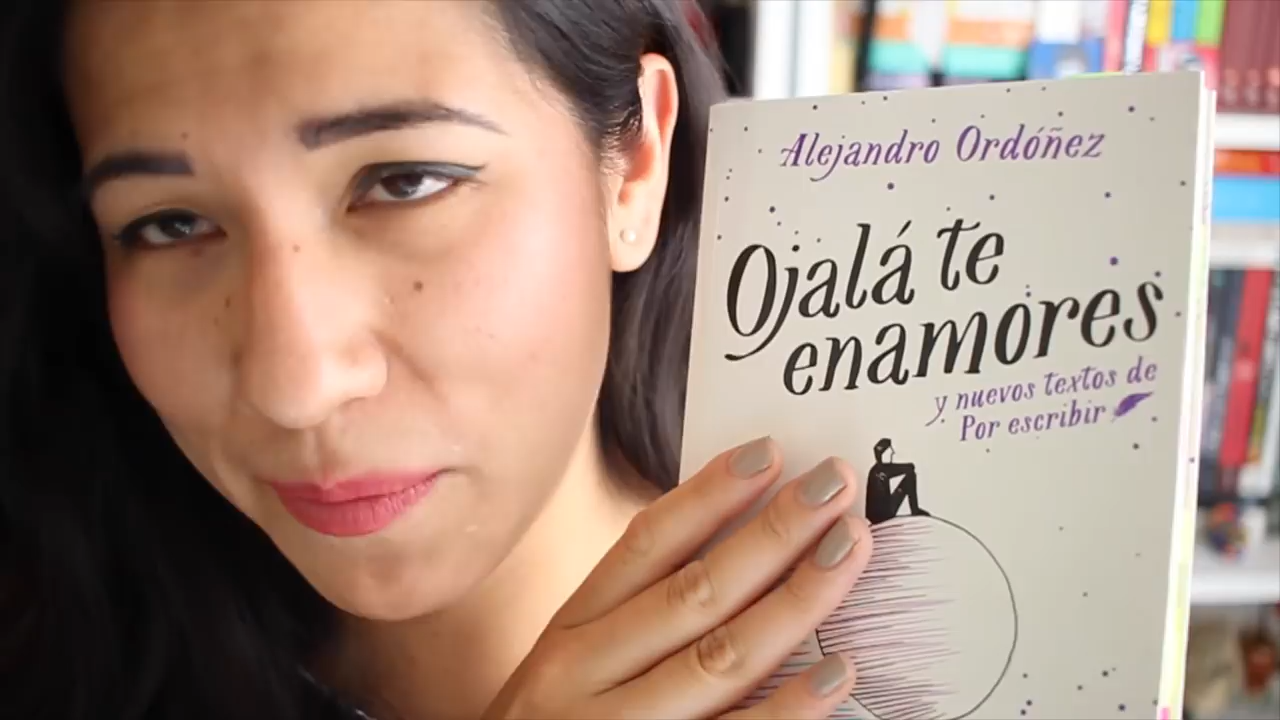 Alejandro Ordóñez
Ojalá te
enamores
y nuevos textos de
Por escribir